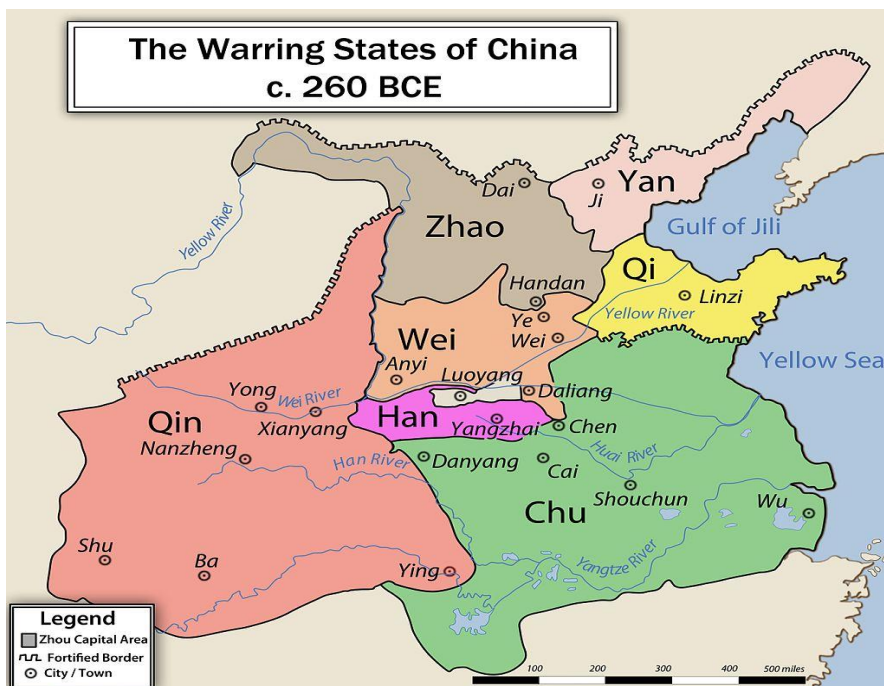 The Warring States of China
c. 260 BCE
Yan
Dai
Ji
Zhao
Gulf of Jili
Yellow River
Qi
Handan
Linzi
Ye
Yellow River
Wei
Wei
Yellow Sea
Anyi
Luoyang
Yong
Wei River
Daliang
Qin
Xianyang
Han
Yangzhai
Chen
Nanzheng
Han River
Danyang
Cai
Huai River
Shouchun
Chu
Wu
Shu
Ba
Ying
Yangtze River
Legend
Zhou Capital Area
Fortified Border
City / Town
100 200 300 400 500 miles